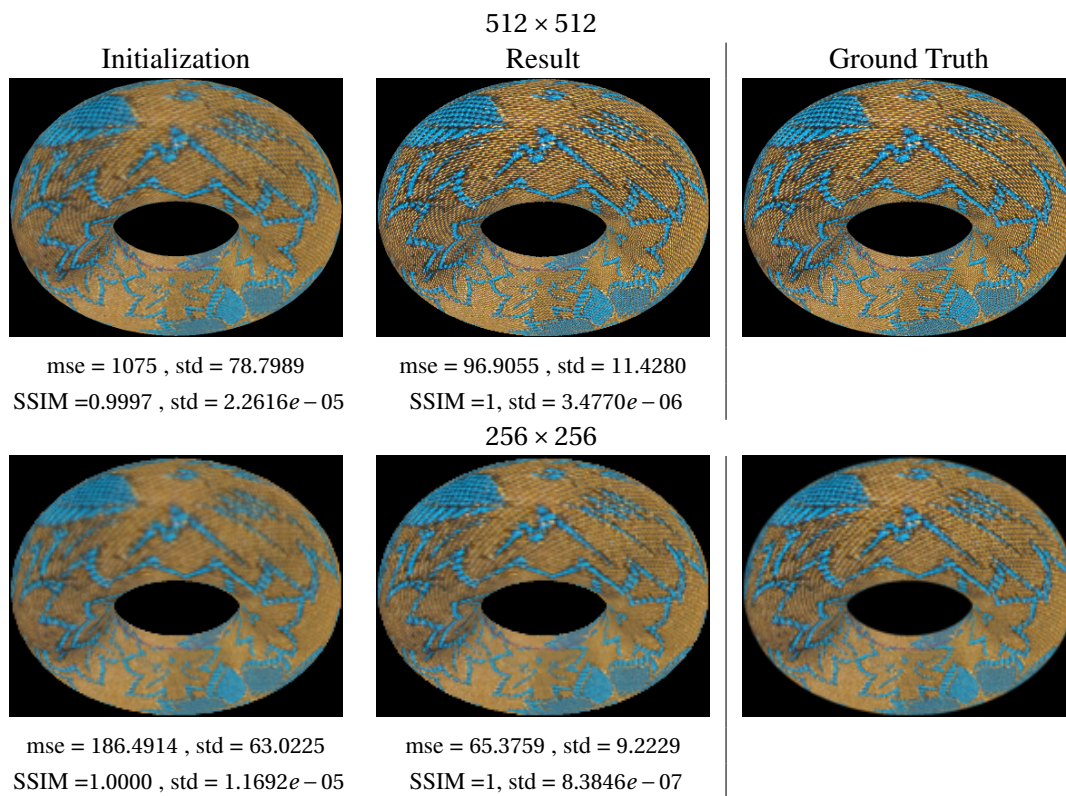 512 × 512
Initialization Result Ground Truth
mse = 1075 , std = 78.7989 mse = 96.9055 , std = 11.4280
SSIM =0.9997 , std = 2.2616e − 05 SSIM =1, std = 3.4770e − 06
256 × 256
mse = 186.4914 , std = 63.0225 mse = 65.3759 , std = 9.2229
SSIM =1.0000 , std = 1.1692e − 05 SSIM =1, std = 8.3846e − 07